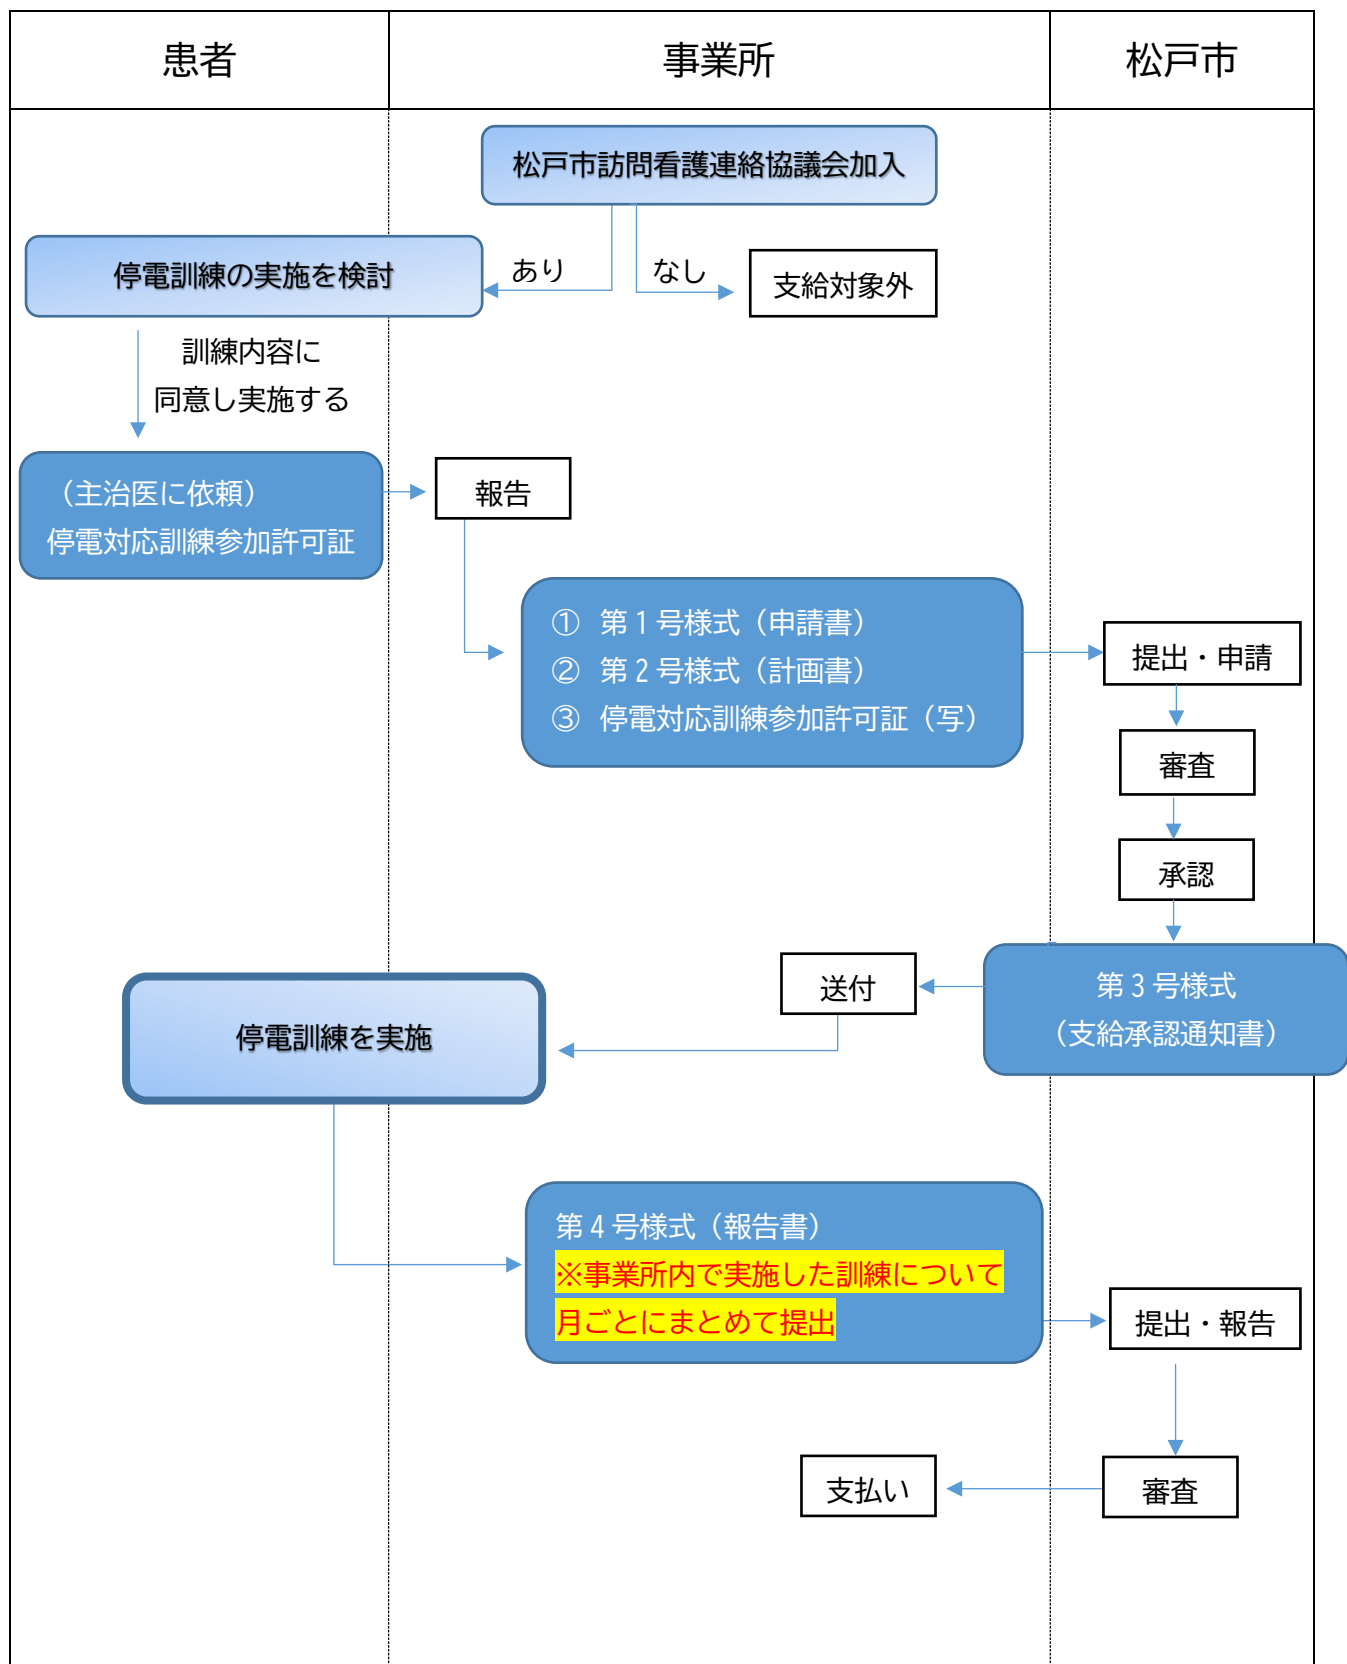 患者
事業所
松戸市
松戸市訪問看護連絡協議会加入
停電訓練の実施を検討
あり
なし
支給対象外
訓練内容に
同意し実施する
（主治医に依頼）
停電対応訓練参加許可証
報告
① 第1号様式（申請書）
② 第2号様式（計画書）
③ 停電対応訓練参加許可証（写）
提出・申請
審査
承認
第3号様式
（支給承認通知書）
送付
停電訓練を実施
第4号様式（報告書）
※事業所内で実施した訓練について
月ごとにまとめて提出
提出・報告
審査
支払い